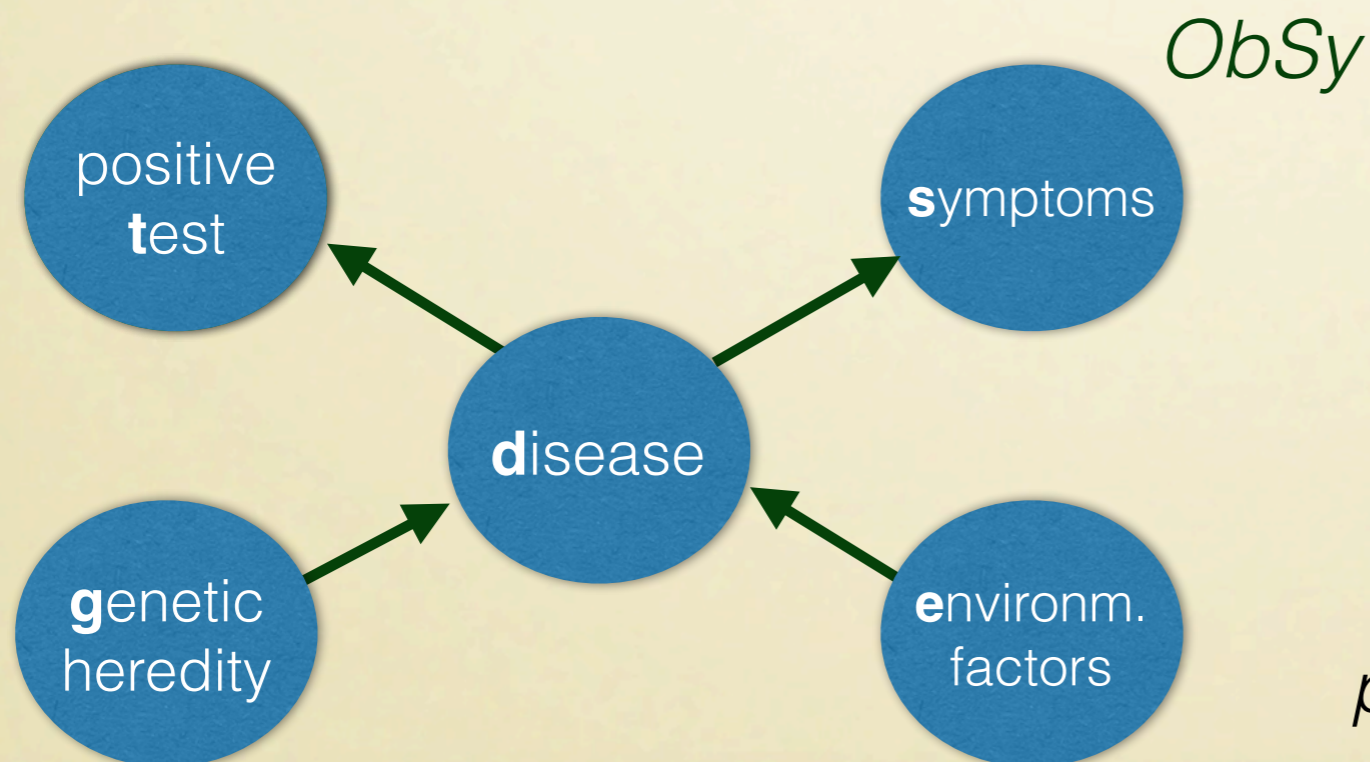 ObSy
positive
test
symptoms
disease
genetic
heredity
environm.
factors
p